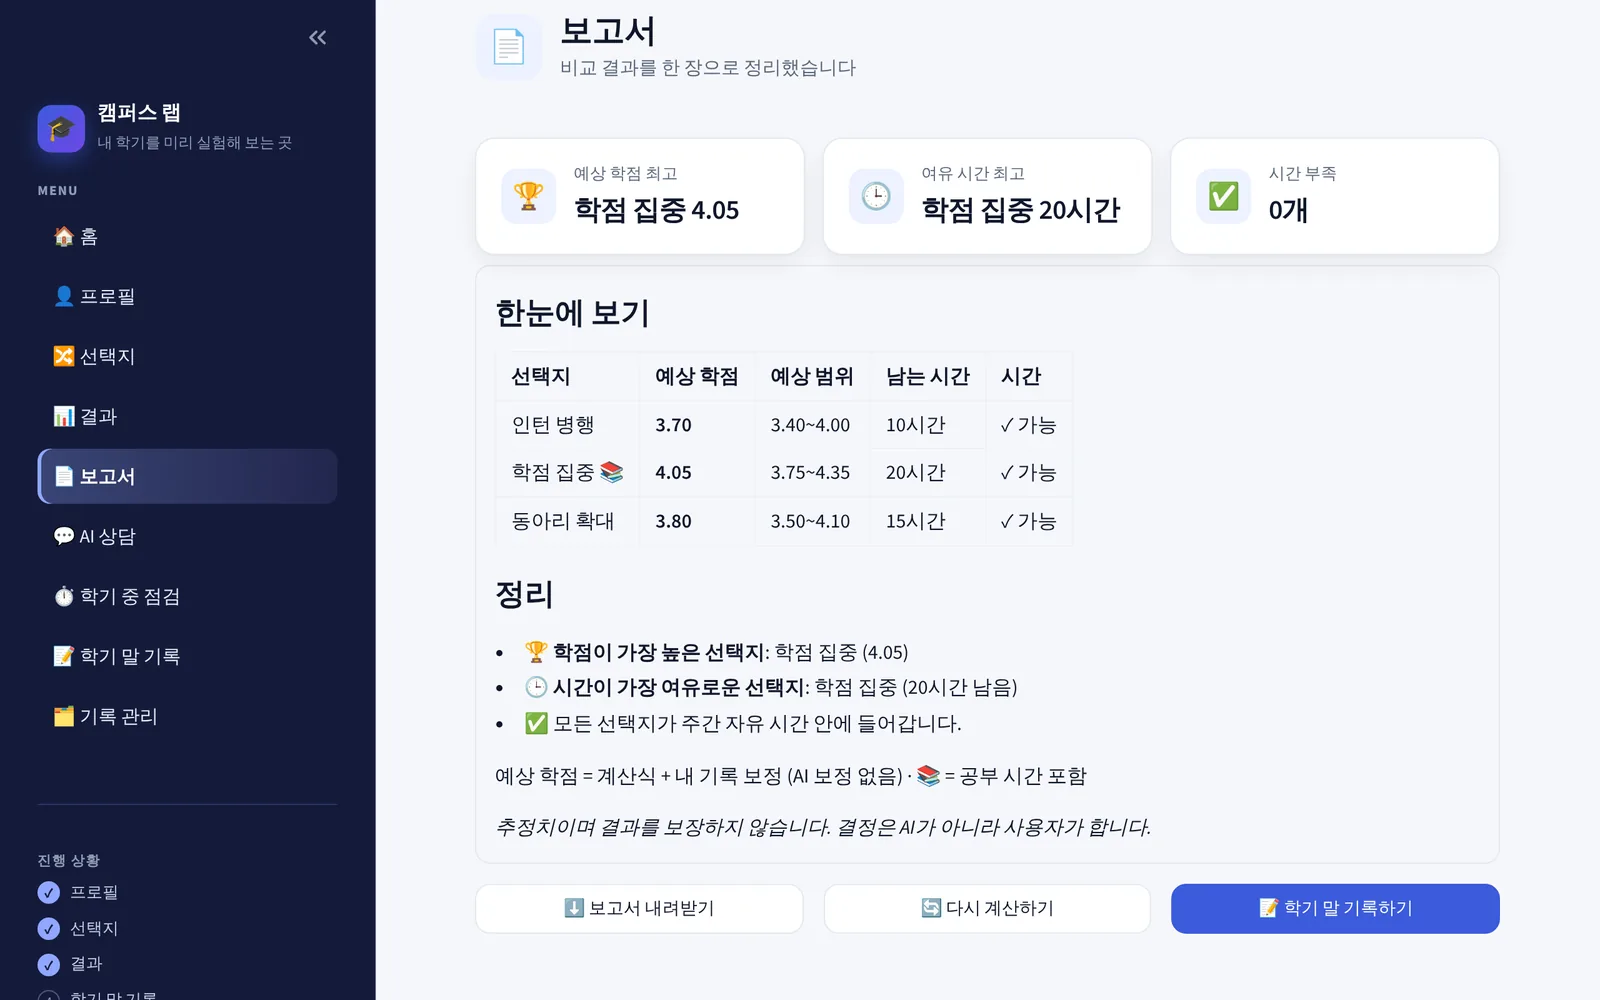 캠퍼스 랩
내 학기를 미리 실험해 보는 곳
MENU
🏠 홈
👤 프로필
🔀 선택지
📊 결과
📄 보고서
💬 AI 상담
⏱️ 학기 중 점검
📝 학기 말 기록
🗂️ 기록 관리
진행 상황
✓ 프로필
✓ 선택지
✓ 결과
학기 말 기록
보고서
비교 결과를 한 장으로 정리했습니다
예상 학점 최고
학점 집중 4.05
여유 시간 최고
학점 집중 20시간
시간 부족
0개
한눈에 보기
선택지 예상 학점 예상 범위 남는 시간 시간
인턴 병행 3.70 3.40~4.00 10시간 ✓ 가능
학점 집중 📚 4.05 3.75~4.35 20시간 ✓ 가능
동아리 확대 3.80 3.50~4.10 15시간 ✓ 가능
정리
• 🏆 학점이 가장 높은 선택지: 학점 집중 (4.05)
• 🕒 시간이 가장 여유로운 선택지: 학점 집중 (20시간 남음)
• ✅ 모든 선택지가 주간 자유 시간 안에 들어갑니다.
예상 학점 = 계산식 + 내 기록 보정 (AI 보정 없음) · 📚 = 공부 시간 포함
추정치이며 결과를 보장하지 않습니다. 결정은 AI가 아니라 사용자가 합니다.
⬇️ 보고서 내려받기
🔄 다시 계산하기
📝 학기 말 기록하기